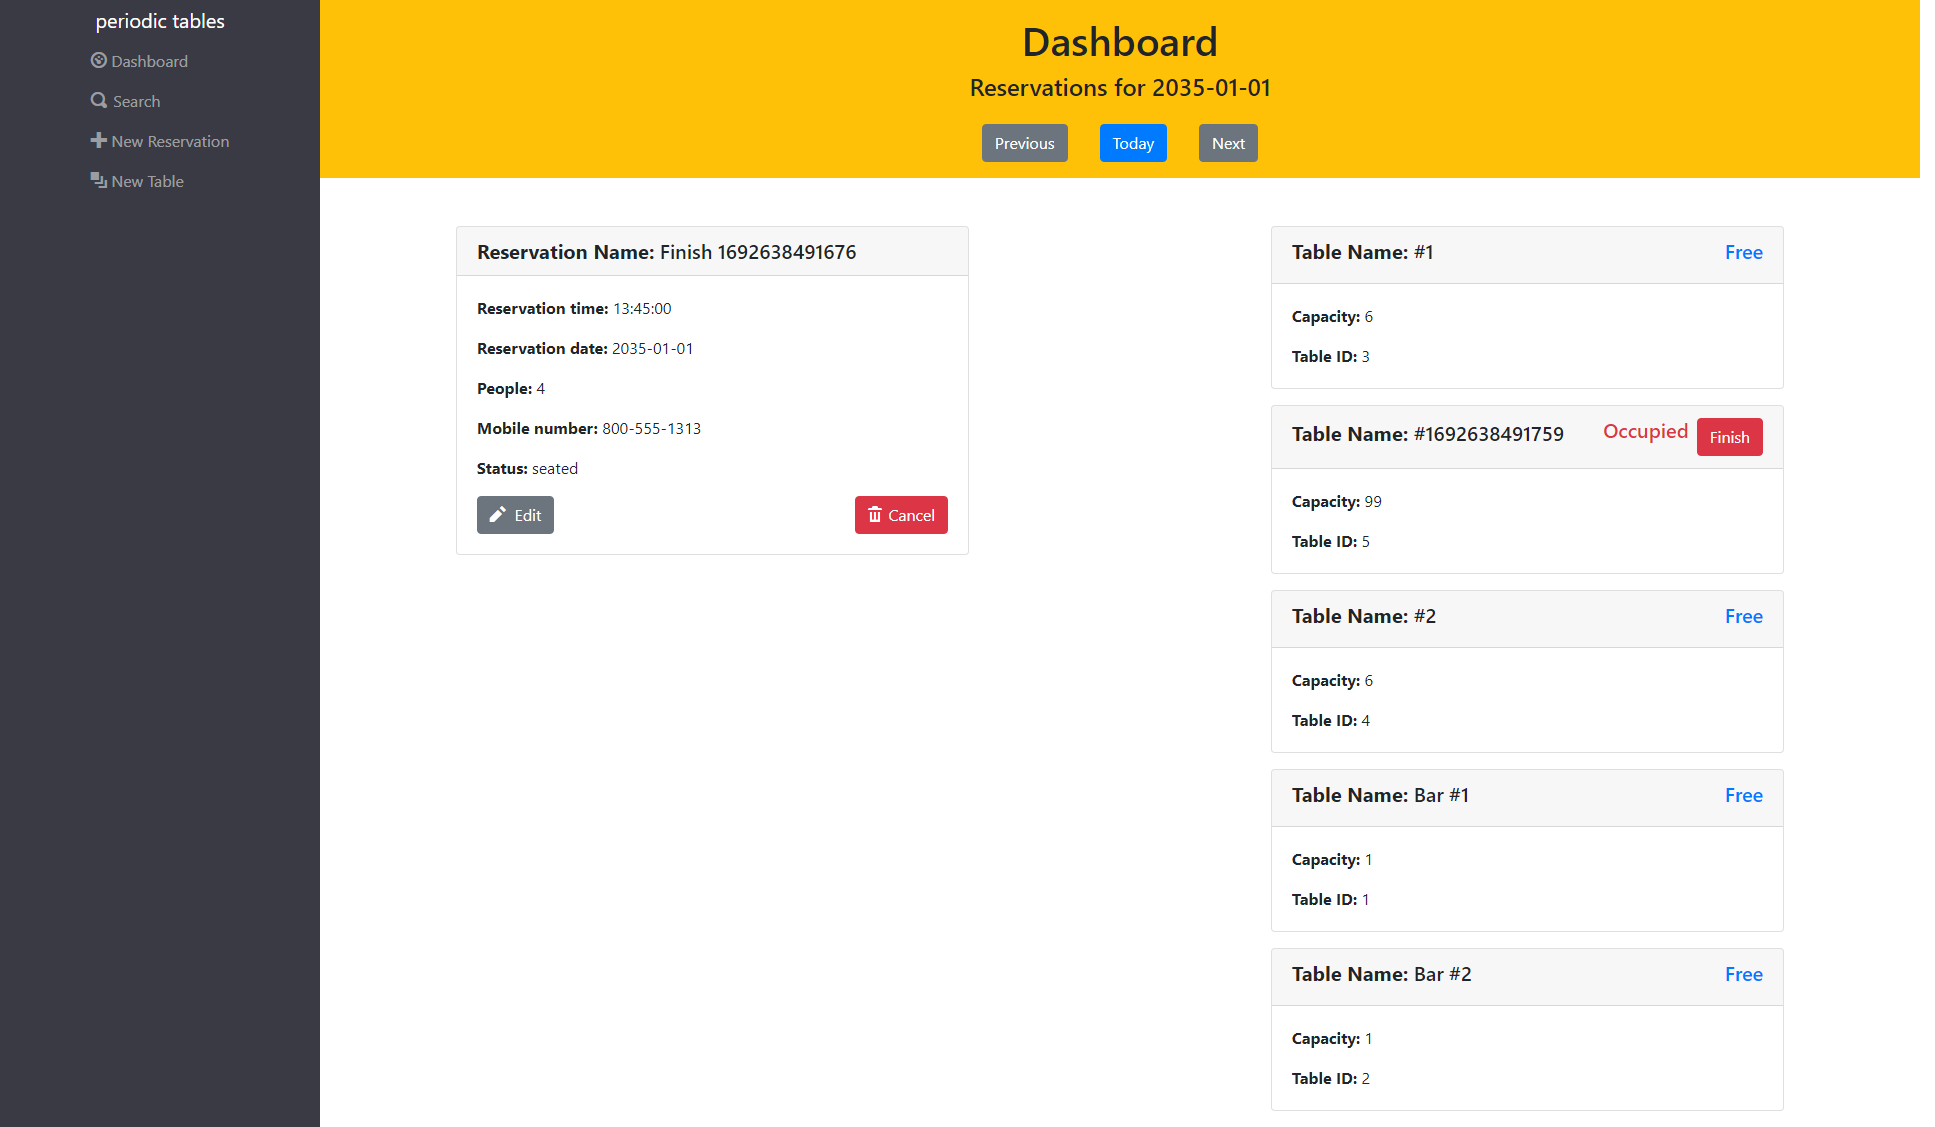 periodic tables
Dashboard
Search
New Reservation
New Table
Dashboard
Reservations for 2035-01-01
Previous Today Next
Reservation Name: Finish 1692638491676
Reservation time: 13:45:00
Reservation date: 2035-01-01
People: 4
Mobile number: 800-555-1313
Status: seated
Edit Cancel
Table Name: #1 Free
Capacity: 6
Table ID: 3
Table Name: #1692638491759 Occupied Finish
Capacity: 99
Table ID: 5
Table Name: #2 Free
Capacity: 6
Table ID: 4
Table Name: Bar #1 Free
Capacity: 1
Table ID: 1
Table Name: Bar #2 Free
Capacity: 1
Table ID: 2